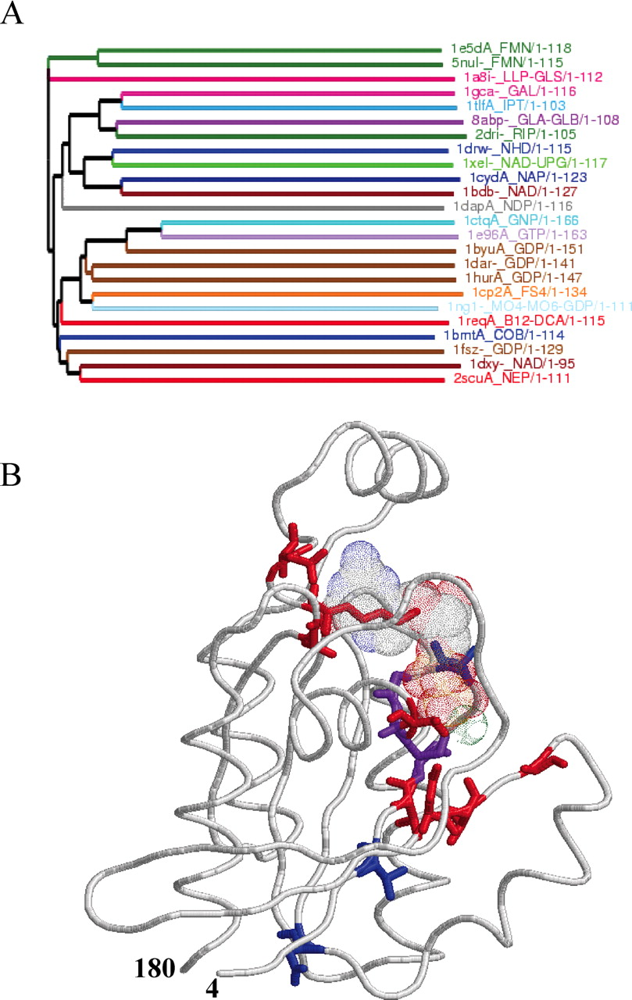 A
1e5dA_FMN/1-118
5nul-_FMN/1-115
1a8i-_LLP-GLS/1-112
1gca-_GAL/1-116
1tlfA_IPT/1-103
8abp-_GLA-GLB/1-108
2dri-_RIP/1-105
1drw-_NHD/1-115
1xel-_NAD-UPG/1-117
1cydA_NAP/1-123
1bdb-_NAD/1-127
1dapA_NDP/1-116
1ctqA_GNP/1-166
1e96A_GTP/1-163
1byuA_GDP/1-151
1dar-_GDP/1-141
1hurA_GDP/1-147
1cp2A_FS4/1-134
1ng1-_MO4-MO6-GDP/1-111
1reqA_B12-DCA/1-115
1bmtA_COB/1-114
1fsz-_GDP/1-129
1dxy-_NAD/1-95
2scuA_NEP/1-111
B
180
4